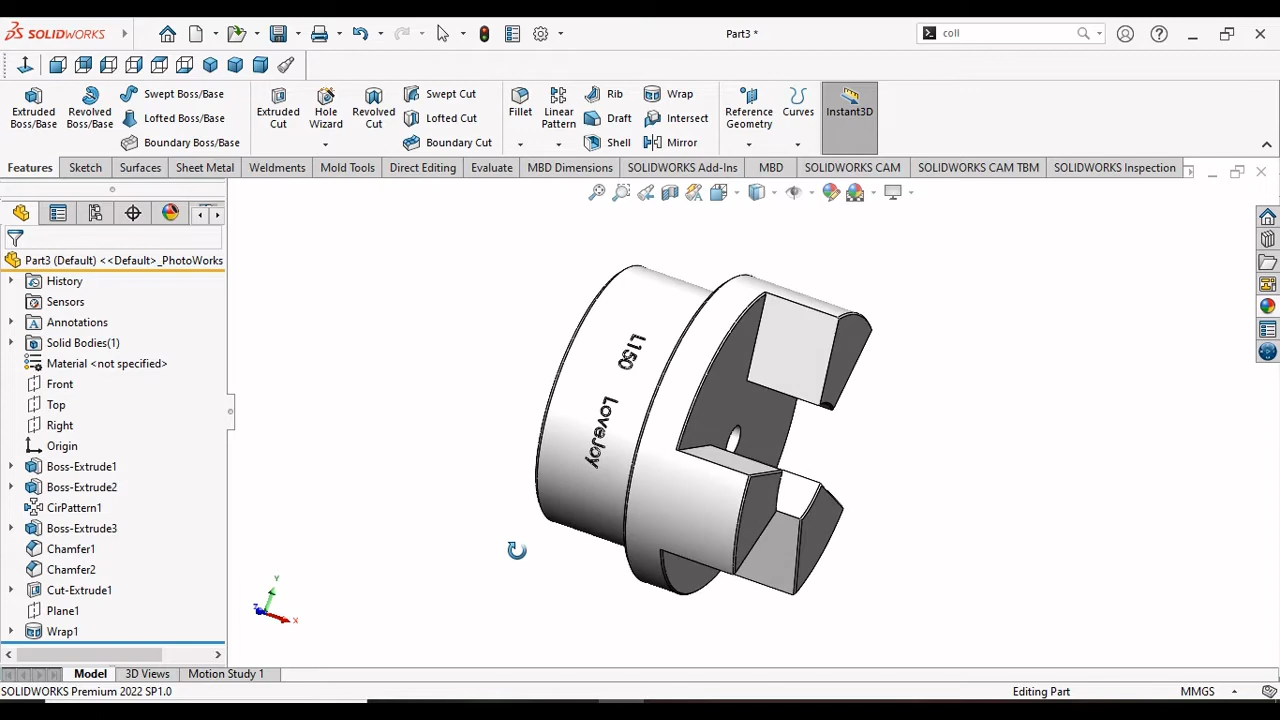 SOLIDWORKS
Part3 *
coll
Extruded Boss/Base
Revolved Boss/Base
Swept Boss/Base
Lofted Boss/Base
Boundary Boss/Base
Extruded Cut
Hole Wizard
Revolved Cut
Swept Cut
Lofted Cut
Boundary Cut
Fillet
Linear Pattern
Rib
Draft
Shell
Wrap
Intersect
Mirror
Reference Geometry
Curves
Instant3D
Features Sketch Surfaces Sheet Metal Weldments Mold Tools Direct Editing Evaluate MBD Dimensions SOLIDWORKS Add-Ins MBD SOLIDWORKS CAM SOLIDWORKS CAM TBM SOLIDWORKS Inspection
Part3 (Default) <<Default>_PhotoWorks
History
Sensors
Annotations
Solid Bodies(1)
Material <not specified>
Front
Top
Right
Origin
Boss-Extrude1
Boss-Extrude2
CirPattern1
Boss-Extrude3
Chamfer1
Chamfer2
Cut-Extrude1
Plane1
Wrap1
L150 LoveJoy
Y
Z
X
Model 3D Views Motion Study 1
SOLIDWORKS Premium 2022 SP1.0
Editing Part
MMGS